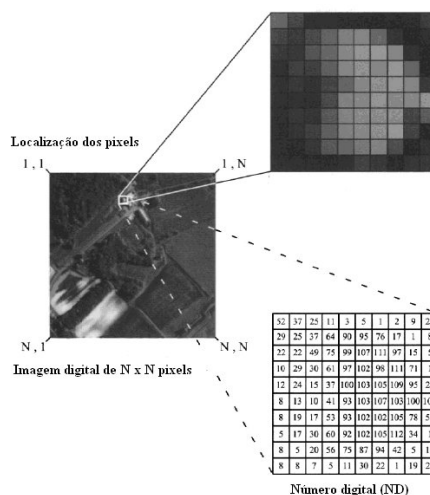 Localização dos pixels
1 , 1
1 , N
N , 1
N , N
Imagem digital de N x N pixels
52 37 25 11 3 5 1 2 9
29 25 37 64 90 95 76 17 1
22 22 49 75 99 107 111 97 15
10 29 30 61 97 102 98 111 71
12 24 15 37 100 103 105 109 95
8 13 10 41 93 103 107 103 100
8 19 17 53 93 102 102 105 78
5 17 30 60 92 102 105 112 34
8 5 20 56 75 87 94 42 5
8 8 7 5 11 30 22 1 19
Número digital (ND)